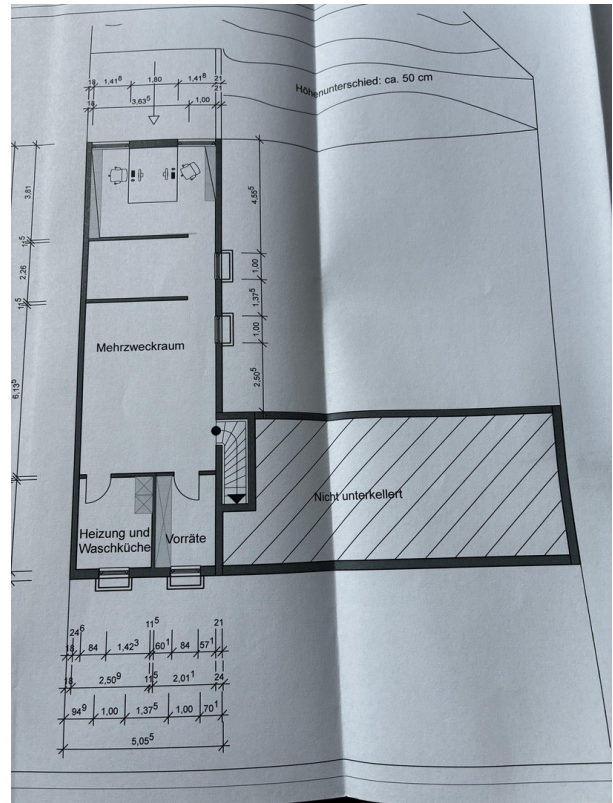 Höhenunterschied: ca. 50 cm
18 1,41⁸ 1,80 1,41⁸ 21
21
18 3,63⁵ 1,00
3,81
11⁵
2,26
11⁵
6,13⁵
4,55⁵
1,00
1,37⁵
1,00
2,50⁵
Mehrzweckraum
Nicht unterkellert
Heizung und
Waschküche
Vorräte
24⁶ 11⁵ 21
18 84 1,42³ 60¹ 84 57¹
18 2,50⁹ 11⁵ 2,01¹ 24
94⁹ 1,00 1,37⁵ 1,00 70¹
5,05⁵